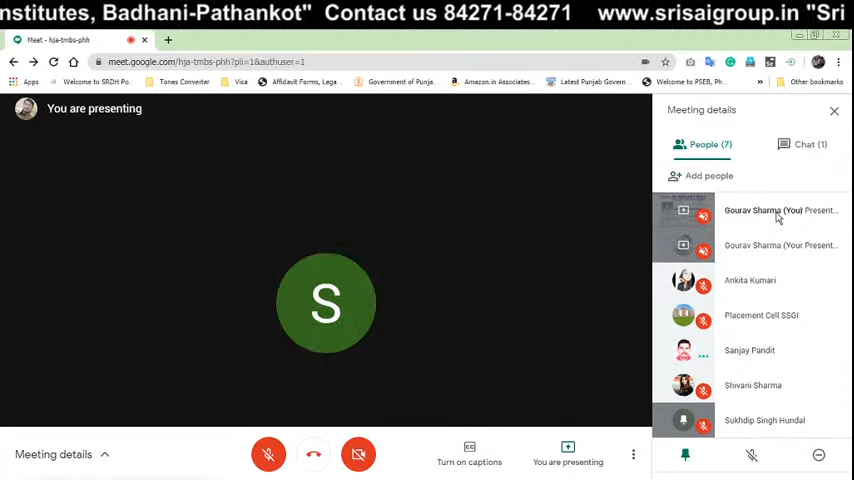 nstitutes, Badhani-Pathankot"  Contact us 84271-84271  www.srisaigroup.in "Sri
Meet - hja-tmbs-phh
meet.google.com/hja-tmbs-phh?pli=1&authuser=1
Apps Welcome to SRDH Po.. Tones Converter Visa Affidavit Forms, Lega... Government of Punja... Amazon.in Associates... Latest Punjab Govern... Welcome to PSEB, Ph... » Other bookmarks
You are presenting
S
Meeting details
People (7) Chat (1)
Add people
Gourav Sharma (You) Present...
Gourav Sharma (Your Present...
Ankita Kumari
Placement Cell SSGI
Sanjay Pandit
Shivani Sharma
Sukhdip Singh Hundal
Meeting details
Turn on captions
You are presenting